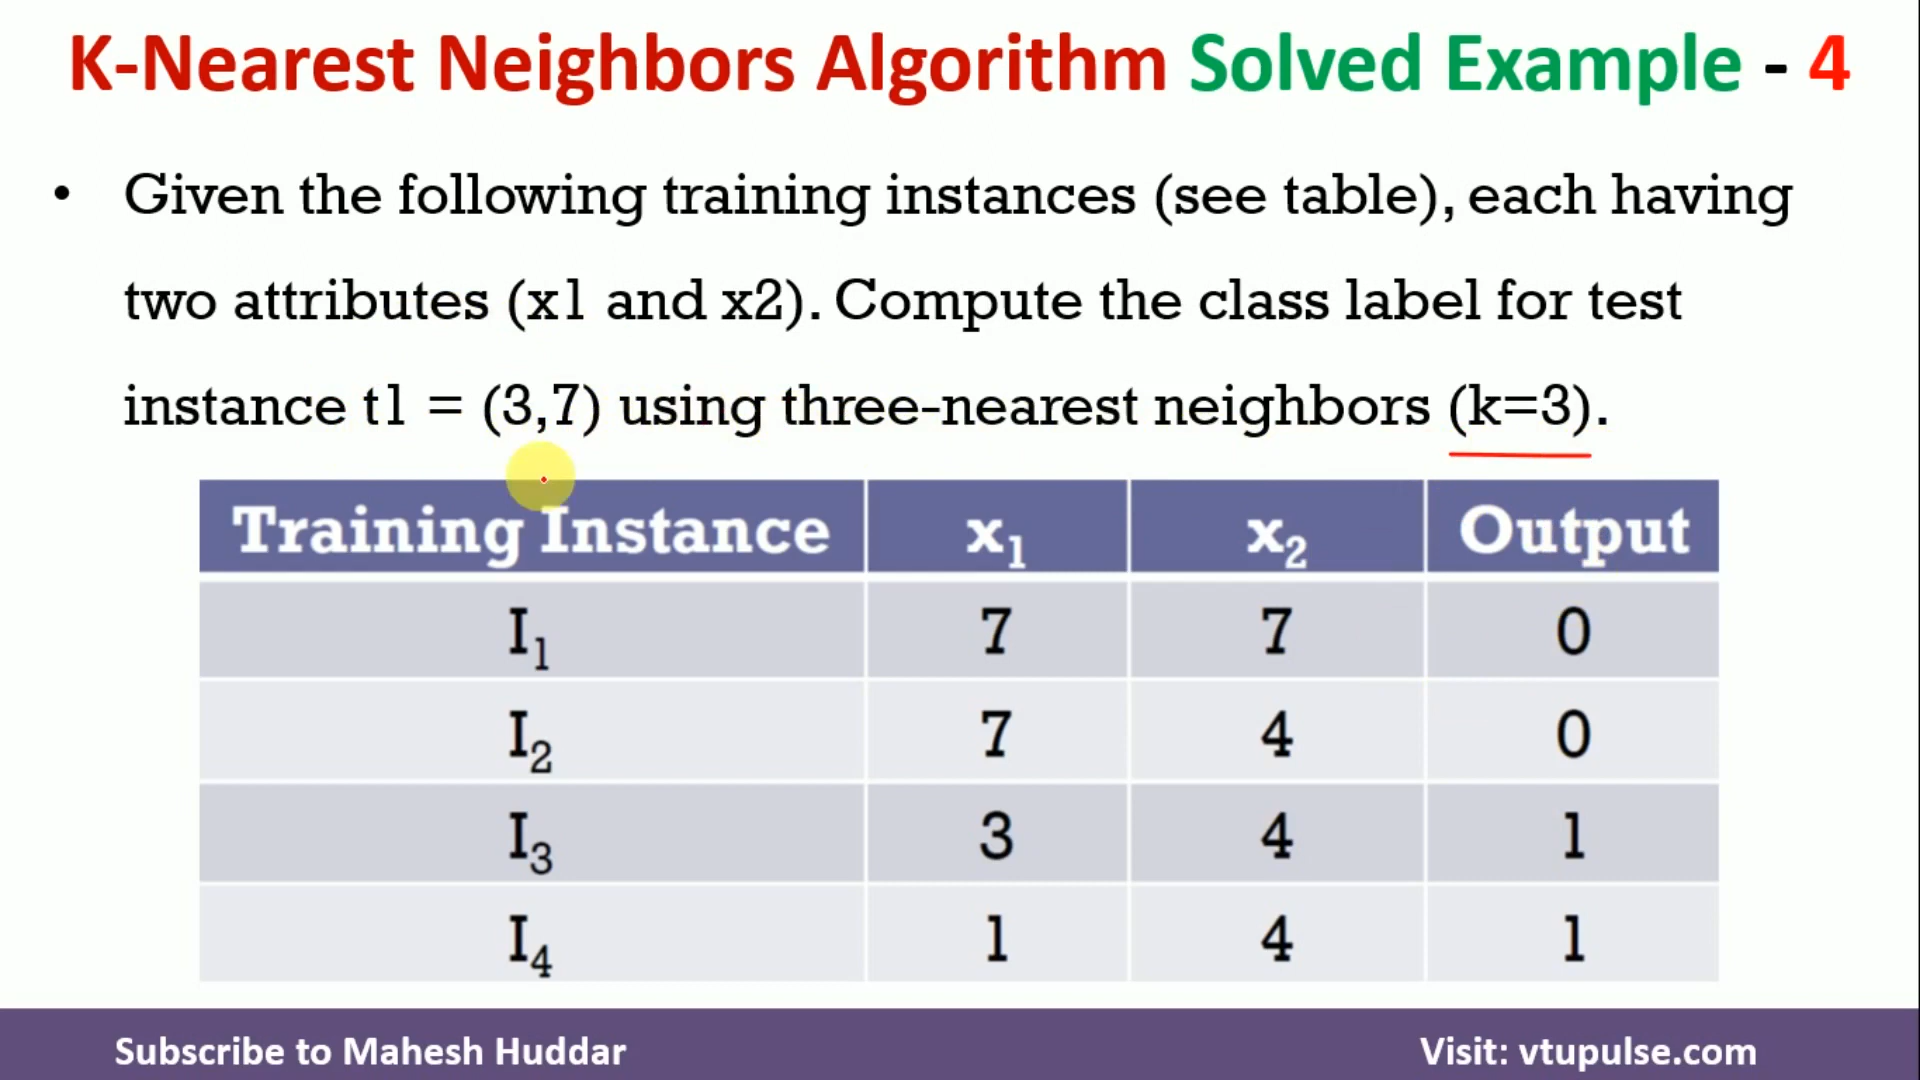 K-Nearest Neighbors Algorithm Solved Example - 4
• Given the following training instances (see table), each having
two attributes (x1 and x2). Compute the class label for test
instance t1 = (3,7) using three-nearest neighbors (k=3).
Training Instance x₁ x₂ Output
I₁ 7 7 0
I₂ 7 4 0
I₃ 3 4 1
I₄ 1 4 1
Subscribe to Mahesh Huddar Visit: vtupulse.com